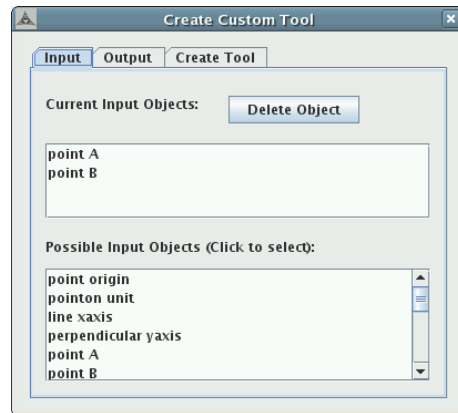 Create Custom Tool
Input Output Create Tool
Current Input Objects: Delete Object
point A
point B
Possible Input Objects (Click to select):
point origin
pointon unit
line xaxis
perpendicular yaxis
point A
point B